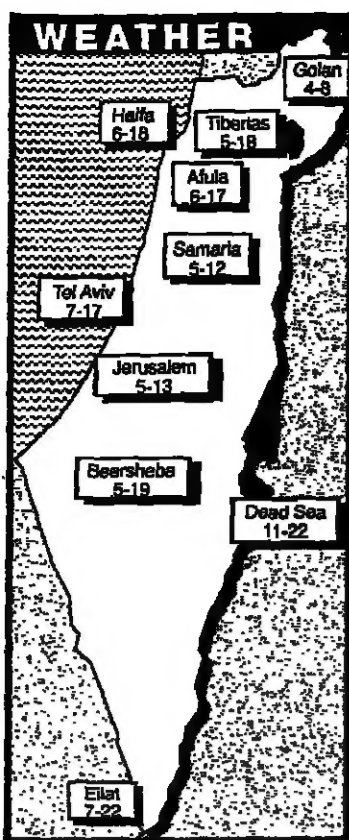 WEATHER
Golan
4-8
Haifa
6-18
Tiberias
5-18
Afula
6-17
Samaria
5-12
Tel Aviv
7-17
Jerusalem
5-13
Beersheba
5-19
Dead Sea
11-22
Eilat
7-22